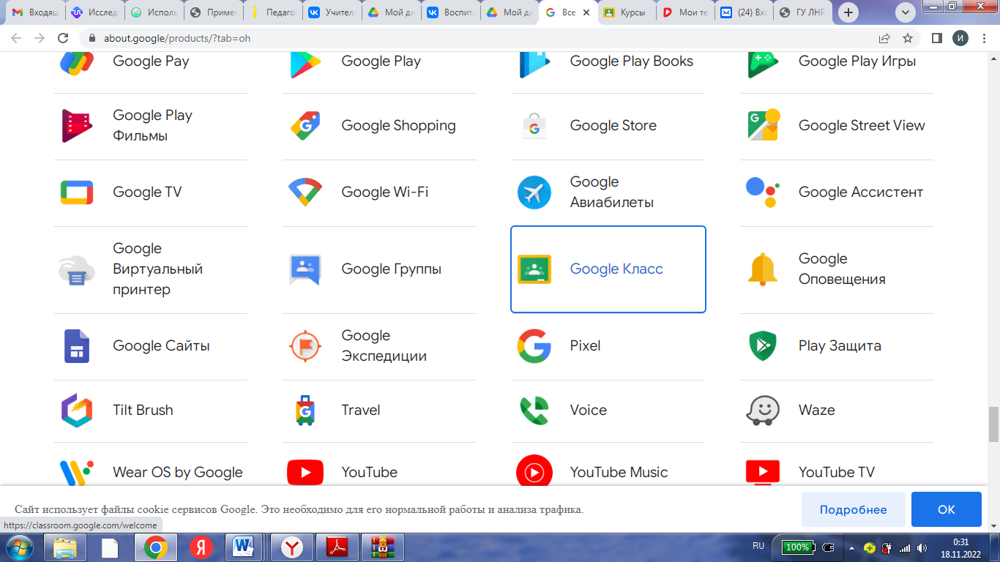 Входящ
Исслед
Исполь
Примен
Педаго
Учитель
Мой ди
Воспита
Мой ди
Все
Курсы
Мои те
(24) Вхо
ГУ ЛНР
about.google/products/?tab=oh
И
Google Pay
Google Play
Google Play Books
Google Play Игры
Google Play
Фильмы
Google Shopping
Google Store
Google Street View
Google TV
Google Wi-Fi
Google
Авиабилеты
Google Ассистент
Google
Виртуальный
принтер
Google Группы
Google Класс
Google
Оповещения
Google Сайты
Google
Экспедиции
Pixel
Play Защита
Tilt Brush
Travel
Voice
Waze
Wear OS by Google
YouTube
YouTube Music
YouTube TV
Сайт использует файлы cookie сервисов Google. Это необходимо для его нормальной работы и анализа трафика.
Подробнее
ОК
https://classroom.google.com/welcome
RU
100%
0:31
18.11.2022